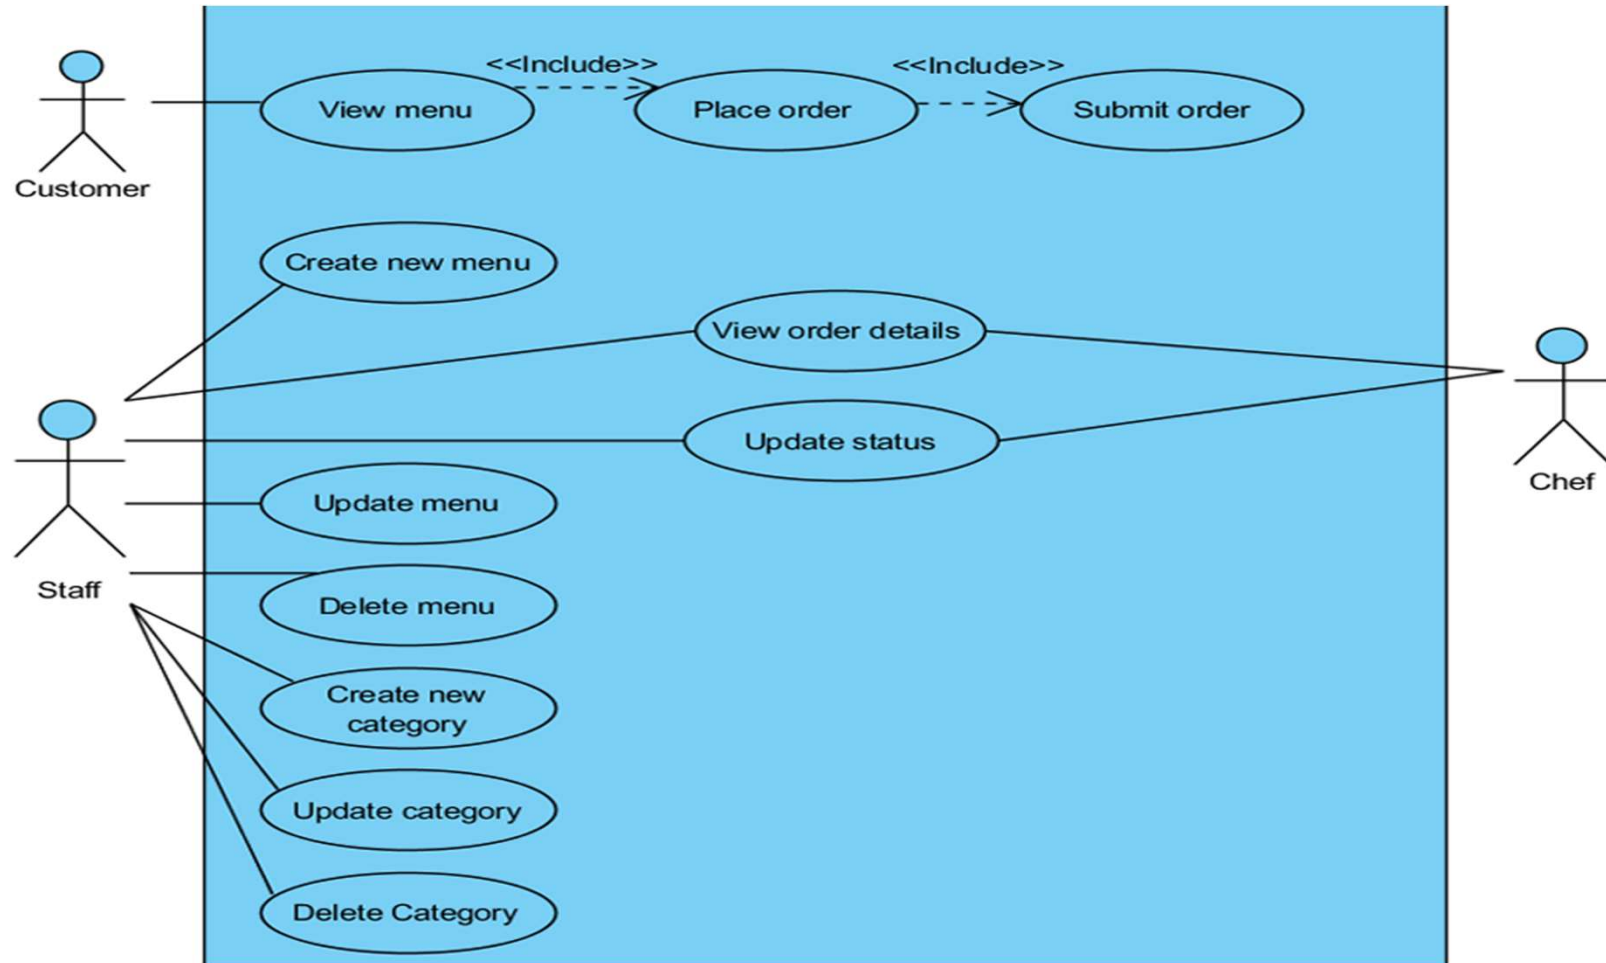 <<Include>>
<<Include>>
View menu
Place order
Submit order
Customer
Create new menu
View order details
Update status
Chef
Update menu
Staff
Delete menu
Create new
category
Update category
Delete Category